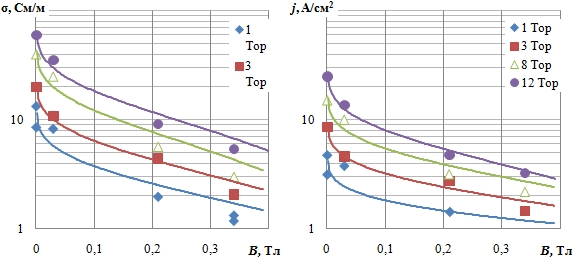 σ, См/м
10
1
0
0,1
0,2
0,3
B, Тл
1
Тор
3
Тор
j, А/см²
10
1
0
0,1
0,2
0,3
B, Тл
1 Тор
3 Тор
8 Тор
12 Тор